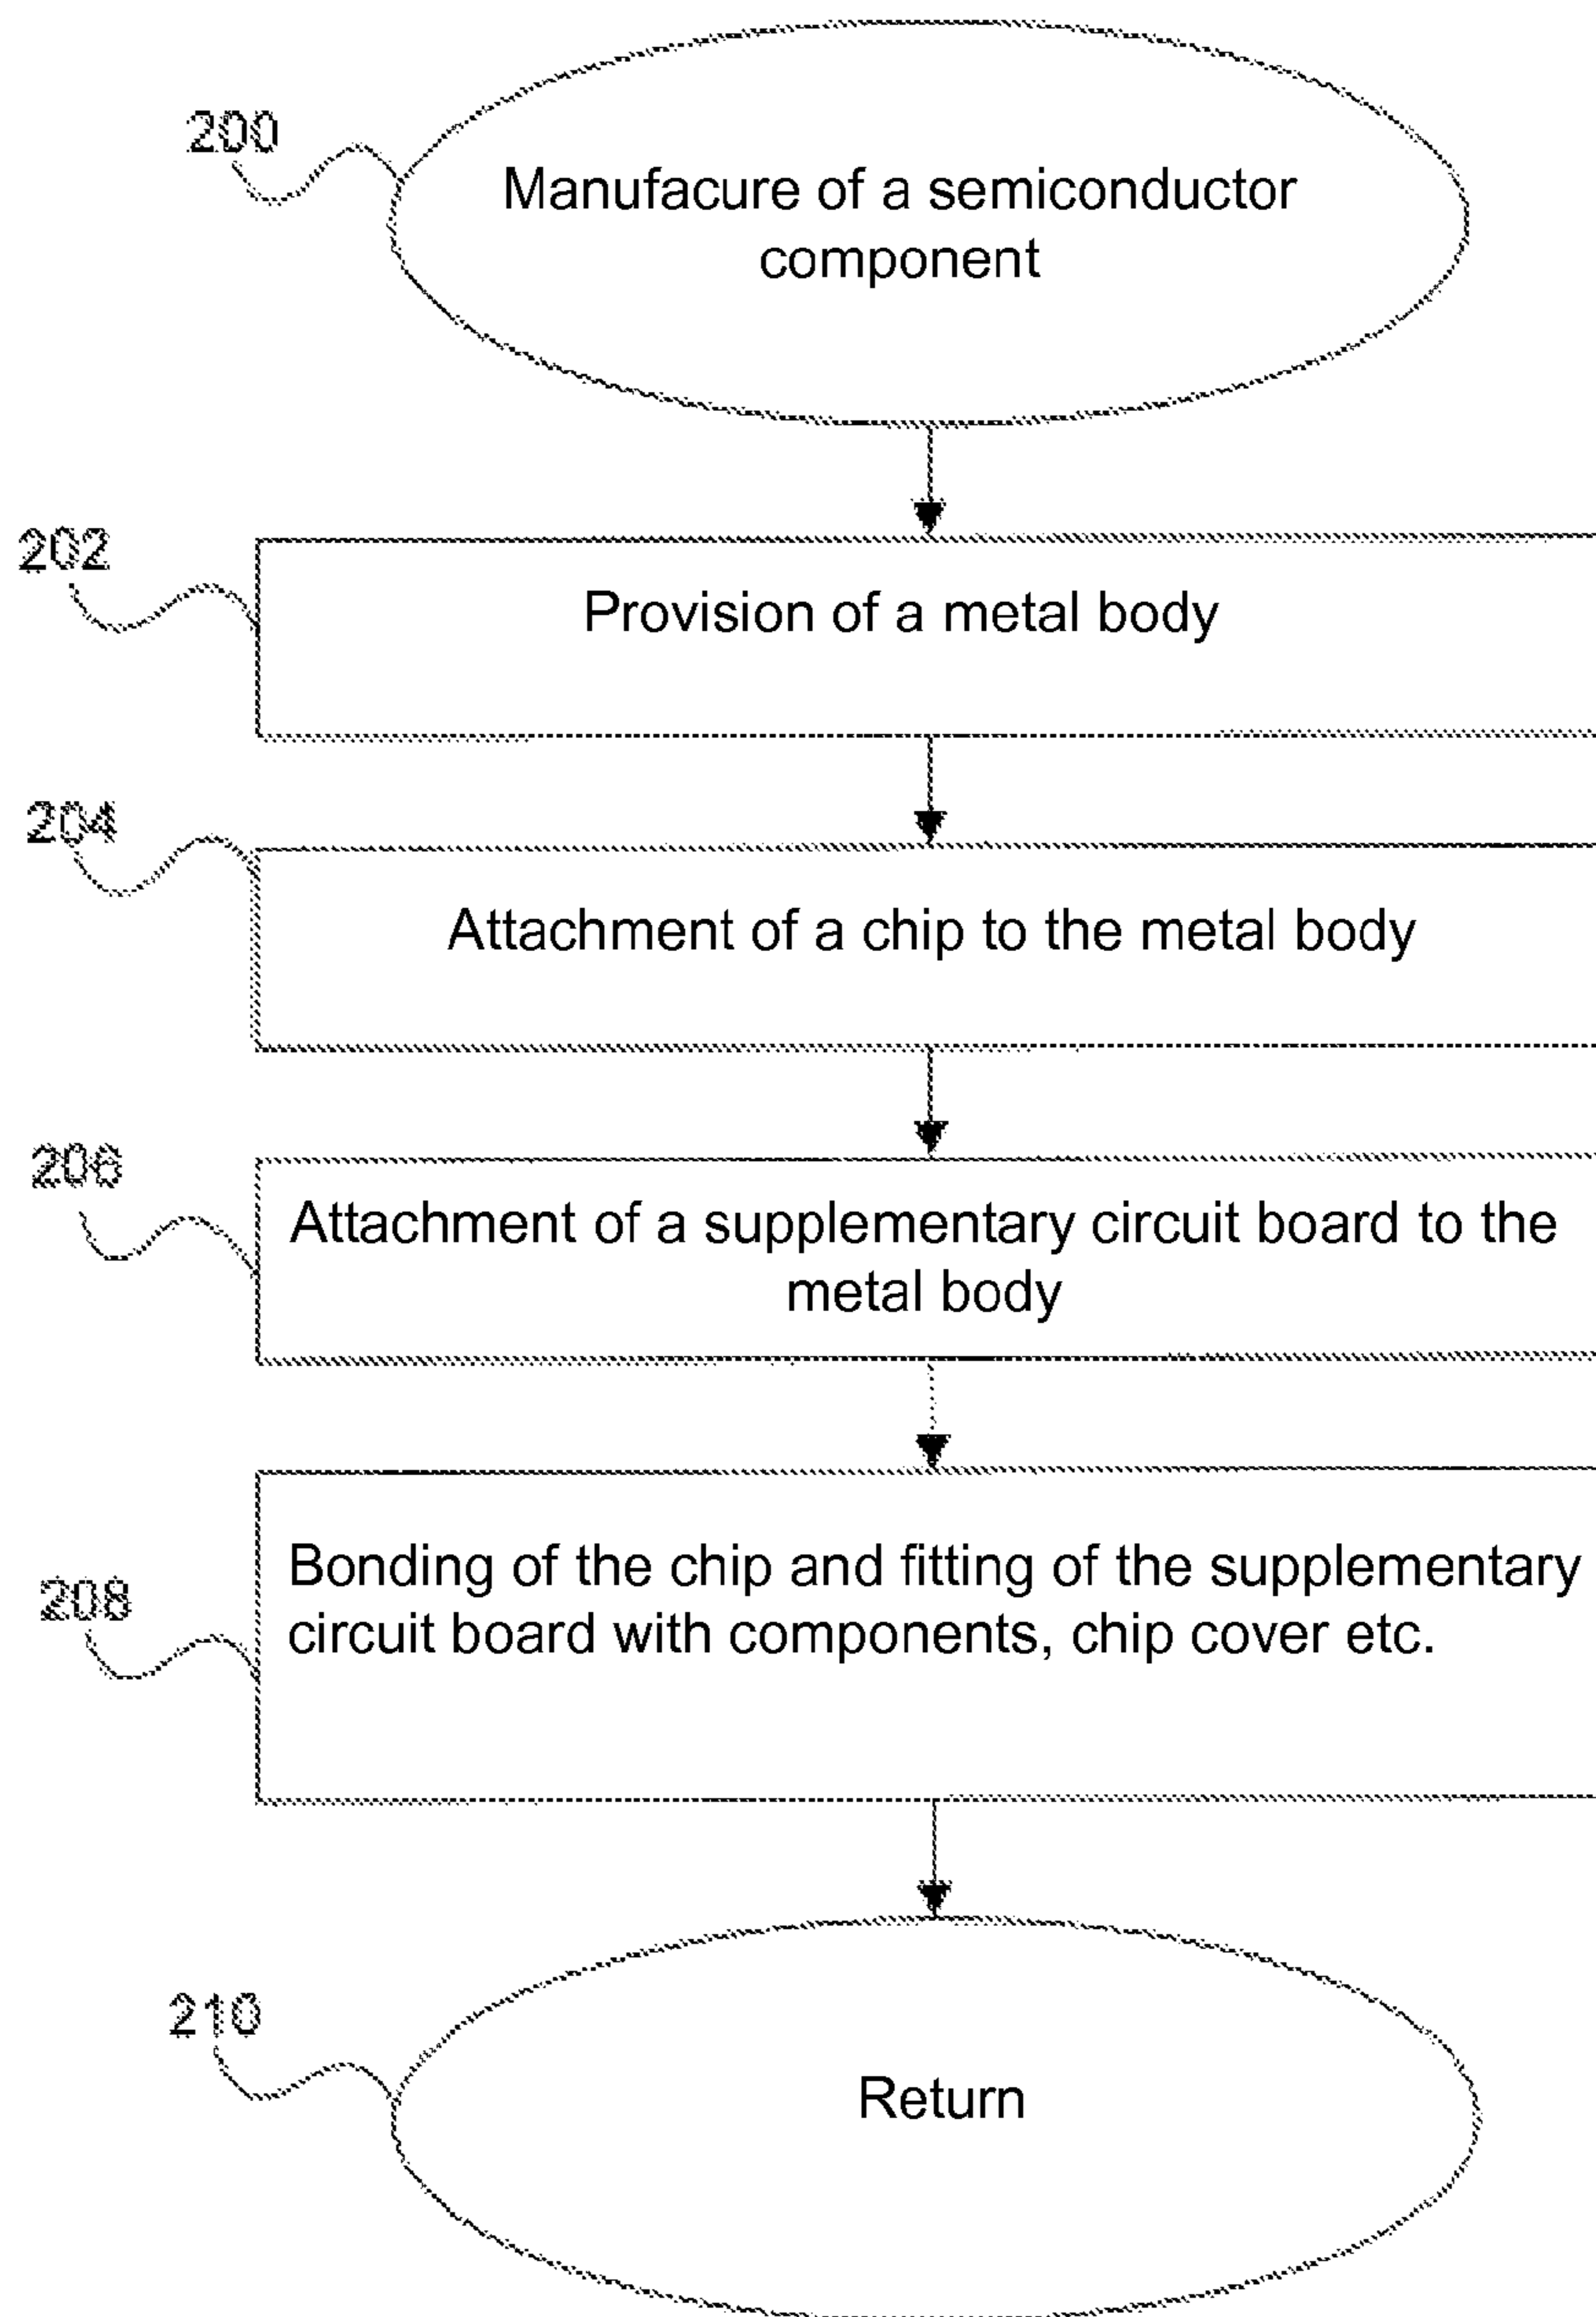 200
Manufacure of a semiconductor
component
202
Provision of a metal body
204
Attachment of a chip to the metal body
206
Attachment of a supplementary circuit board to the
metal body
208
Bonding of the chip and fitting of the supplementary
circuit board with components, chip cover etc.
210
Return